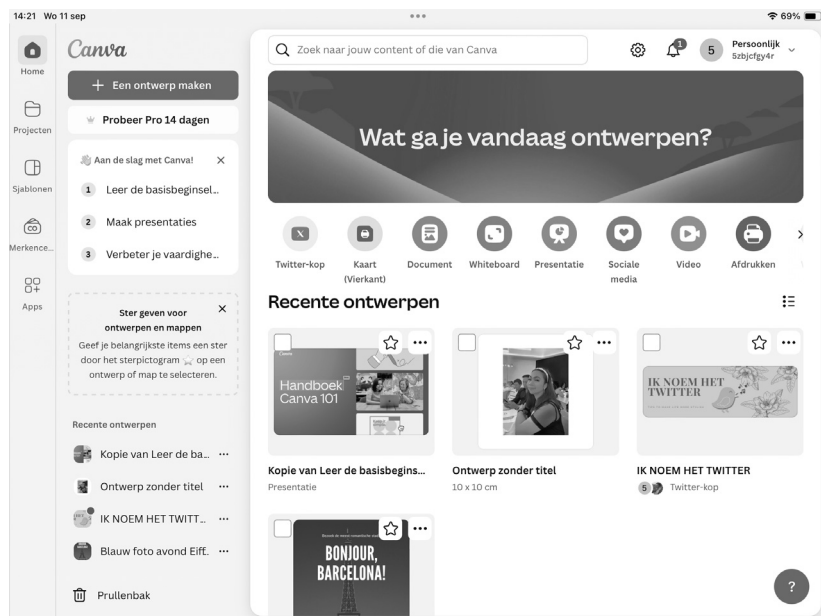 14:21 Wo 11 sep
69%
Home
Projecten
Sjablonen
Merkence...
Apps
Canva
Een ontwerp maken
Probeer Pro 14 dagen
Aan de slag met Canva!
1 Leer de basisbeginsel...
2 Maak presentaties
3 Verbeter je vaardighe...
Ster geven voor
ontwerpen en mappen
Geef je belangrijkste items een ster
door het sterpictogram op een
ontwerp of map te selecteren.
Recente ontwerpen
Kopie van Leer de ba...
Ontwerp zonder titel
IK NOEM HET TWITT...
Blauw foto avond Eiff.
Prullenbak
Zoek naar jouw content of die van Canva
1
5
Persoonlijk
5zbjcfgy4r
Wat ga je vandaag ontwerpen?
Twitter-kop
Kaart
(Vierkant)
Document
Whiteboard
Presentatie
Sociale
media
Video
Afdrukken
Recente ontwerpen
Canva
Handboek
Canva 101
Kopie van Leer de basisbegins...
Presentatie
Ontwerp zonder titel
10 x 10 cm
IK NOEM HET
TWITTER
IK NOEM HET TWITTER
5 Twitter-kop
BONJOUR,
BARCELONA!
?